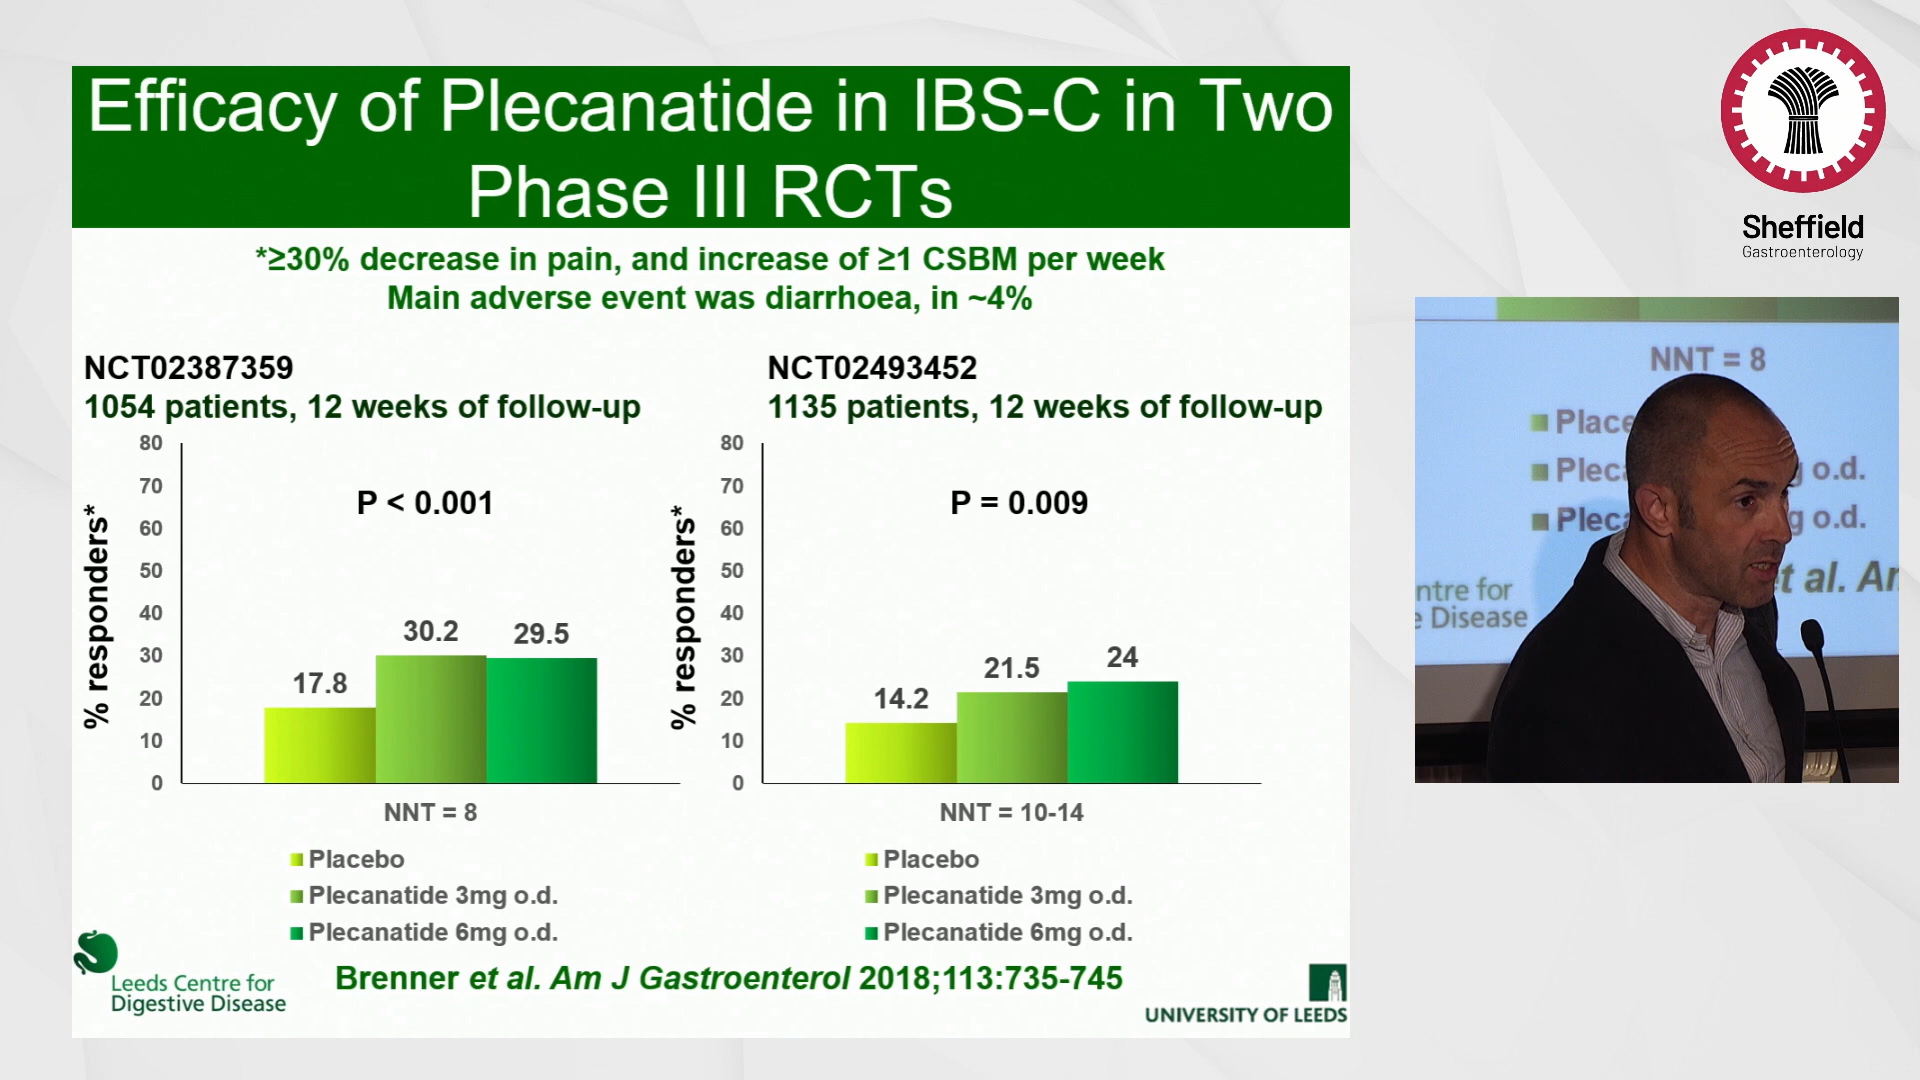 Efficacy of Plecanatide in IBS-C in Two
Phase III RCTs
*≥30% decrease in pain, and increase of ≥1 CSBM per week
Main adverse event was diarrhoea, in ~4%
NCT02387359
1054 patients, 12 weeks of follow-up
80
70
60
50
40
30
20
10
0
% responders*
P < 0.001
17.8
30.2
29.5
NNT = 8
Placebo
Plecanatide 3mg o.d.
Plecanatide 6mg o.d.
NCT02493452
1135 patients, 12 weeks of follow-up
80
70
60
50
40
30
20
10
0
% responders*
P = 0.009
14.2
21.5
24
NNT = 10-14
Placebo
Plecanatide 3mg o.d.
Plecanatide 6mg o.d.
Leeds Centre for
Digestive Disease
Brenner et al. Am J Gastroenterol 2018;113:735-745
UNIVERSITY OF LEEDS
Sheffield
Gastroenterology
NNT = 8
Place
Plec g o.d.
Plec g o.d.
ntre for
e Disease
et al. Am